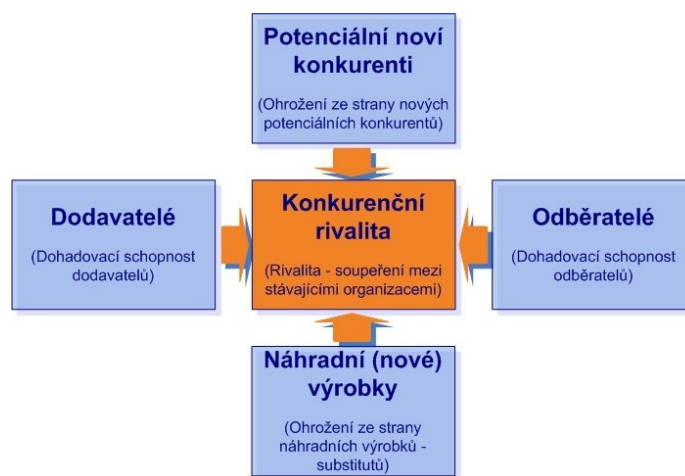 Potenciální noví
konkurenti
(Ohrožení ze strany nových
potenciálních konkurentů)
Dodavatelé
(Dohadovací schopnost
dodavatelů)
Konkurenční
rivalita
(Rivalita - soupeření mezi
stávajícími organizacemi)
Odběratelé
(Dohadovací schopnost
odběratelů)
Náhradní (nové)
výrobky
(Ohrožení ze strany
náhradních výrobků -
substitutů)